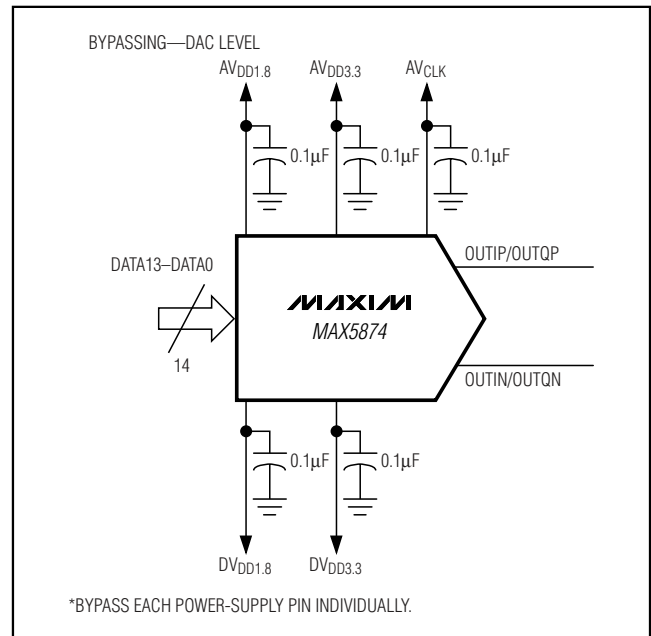 BYPASSING—DAC LEVEL
AVDD1.8 AVDD3.3 AVCLK
0.1µF 0.1µF 0.1µF
OUTIP/OUTQP
DATA13–DATA0
MAXIM
MAX5874
14
OUTIN/OUTQN
0.1µF 0.1µF
DVDD1.8 DVDD3.3
*BYPASS EACH POWER-SUPPLY PIN INDIVIDUALLY.